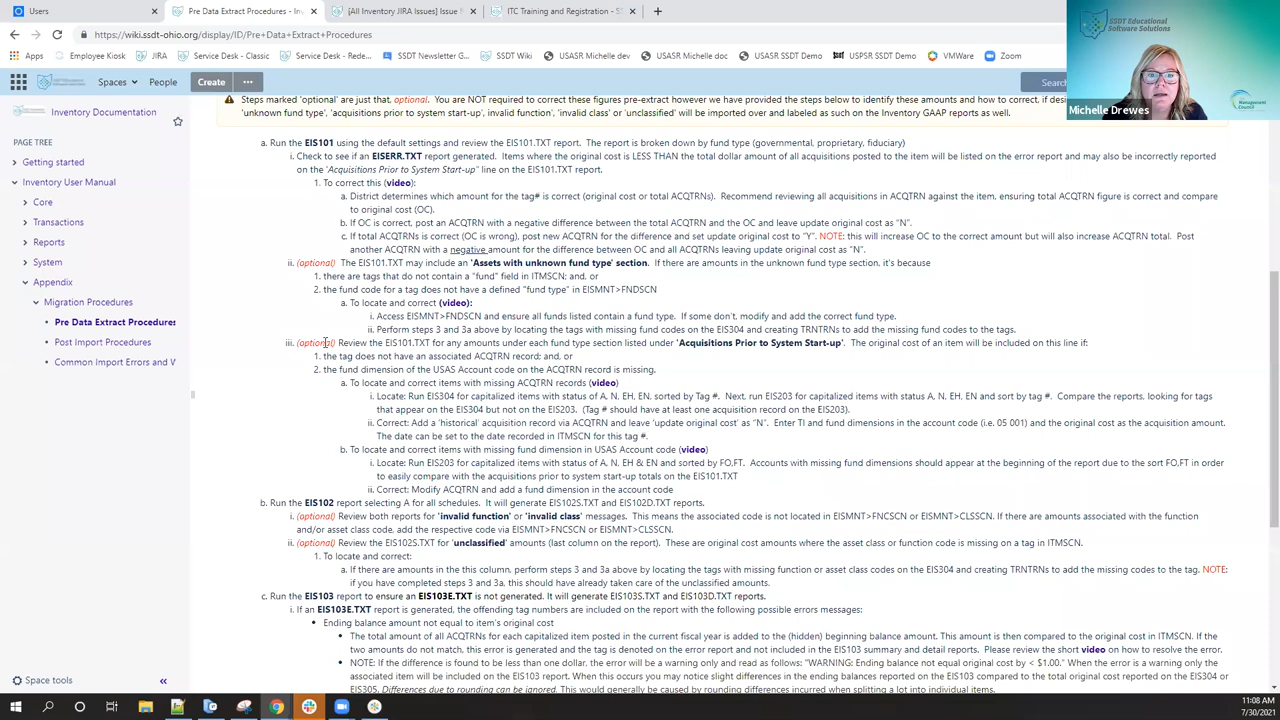 Users
Pre Data Extract Procedures - In
[All Inventory JIRA Issues] Issue N
ITC Training and Registration - SS
wiki.ssdt-ohio.org/display/ID/Pre+Data+Extract+Procedures
Apps
Employee Kiosk
JIRA
Service Desk - Classic
Service Desk - Rede...
SSDT Newsletter G...
SSDT Wiki
USASR Michelle dev
USASR Michelle doc
USASR SSDT Demo
USPSR SSDT Demo
VMWare
Zoom
SSDT Educational
Software Solutions
Management
Council
Michelle Drewes
Spaces
People
Create
Search
Inventory Documentation
PAGE TREE
Getting started
Inventory User Manual
Core
Transactions
Reports
System
Appendix
Migration Procedures
Pre Data Extract Procedures
Post Import Procedures
Common Import Errors and V
Space tools
Steps marked 'optional' are just that, optional. You are NOT required to correct these figures pre-extract however we have provided the steps below to identify these amounts and how to correct, if des
'unknown fund type', 'acquisitions prior to system start-up', invalid function', 'invalid class' or 'unclassified' will be imported over and labeled as such on the Inventory GAAP reports as well.
a. Run the EIS101 using the default settings and review the EIS101.TXT report. The report is broken down by fund type (governmental, proprietary, fiduciary)
i. Check to see if an EISERR.TXT report generated. Items where the original cost is LESS THAN the total dollar amount of all acquisitions posted to the item will be listed on the error report and may also be incorrectly reported
on the 'Acquisitions Prior to System Start-up" line on the EIS101.TXT report.
1. To correct this (video):
a. District determines which amount for the tag# is correct (original cost or total ACQTRNs). Recommend reviewing all acquisitions in ACQTRN against the item, ensuring total ACQTRN figure is correct and compare
to original cost (OC).
b. If OC is correct, post an ACQTRN with a negative difference between the total ACQTRN and the OC and leave update original cost as "N".
c. If total ACQTRNs is correct (OC is wrong), post new ACQTRN for the difference and set update original cost to "Y". NOTE: this will increase OC to the correct amount but will also increase ACQTRN total. Post
another ACQTRN with a negative amount for the difference between OC and all ACQTRNs leaving update original cost as "N".
ii. (optional) The EIS101.TXT may include an 'Assets with unknown fund type' section. If there are amounts in the unknown fund type section, it's because
1. there are tags that do not contain a "fund" field in ITMSCN; and, or
2. the fund code for a tag does not have a defined "fund type" in EISMNT>FNDSCN
a. To locate and correct (video):
i. Access EISMNT>FNDSCN and ensure all funds listed contain a fund type. If some don't, modify and add the correct fund type.
ii. Perform steps 3 and 3a above by locating the tags with missing fund codes on the EIS304 and creating TRNTRNs to add the missing fund codes to the tags.
iii. (optional) Review the EIS101.TXT for any amounts under each fund type section listed under 'Acquisitions Prior to System Start-up'. The original cost of an item will be included on this line if:
1. the tag does not have an associated ACQTRN record; and, or
2. the fund dimension of the USAS Account code on the ACQTRN record is missing.
a. To locate and correct items with missing ACQTRN records (video)
i. Locate: Run EIS304 for capitalized items with status of A, N, EH, EN, sorted by Tag #. Next, run EIS203 for capitalized items with status A, N, EH, EN and sort by tag #. Compare the reports, looking for tags
that appear on the EIS304 but not on the EIS203. (Tag # should have at least one acquisition record on the EIS203).
ii. Correct: Add a 'historical' acquisition record via ACQTRN and leave 'update original cost' as "N". Enter TI and fund dimensions in the account code (i.e. 05 001) and the original cost as the acquisition amount.
The date can be set to the date recorded in ITMSCN for this tag #.
b. To locate and correct items with missing fund dimension in USAS Account code (video)
i. Locate: Run EIS203 for capitalized items with status of A, N, EH & EN and sorted by FO,FT. Accounts with missing fund dimensions should appear at the beginning of the report due to the sort FO,FT in order
to easily compare with the acquisitions prior to system start-up totals on the EIS101.TXT
ii. Correct: Modify ACQTRN and add a fund dimension in the account code
b. Run the EIS102 report selecting A for all schedules. It will generate EIS102S.TXT and EIS102D.TXT reports.
i. (optional) Review both reports for 'invalid function' or 'invalid class' messages. This means the associated code is not located in EISMNT>FNCSCN or EISMNT>CLSSCN. If there are amounts associated with the function
and/or asset class code, add the respective code via EISMNT>FNCSCN or EISMNT>CLSSCN.
ii. (optional) Review the EIS102S.TXT for 'unclassified' amounts (last column on the report). These are original cost amounts where the asset class or function code is missing on a tag in ITMSCN.
1. To locate and correct:
a. If there are amounts in this column, perform steps 3 and 3a above by locating the tags with missing function or asset class codes on the EIS304 and creating TRNTRNs to add the missing codes to the tag. NOTE:
if you have completed steps 3 and 3a, this should have already taken care of the unclassified amounts.
c. Run the EIS103 report to ensure an EIS103E.TXT is not generated. It will generate EIS103S.TXT and EIS103D.TXT reports.
i. If an EIS103E.TXT report is generated, the offending tag numbers are included on the report with the following possible errors messages:
Ending balance amount not equal to item's original cost
The total amount of all ACQTRNs for each capitalized item posted in the current fiscal year is added to the (hidden) beginning balance amount. This amount is then compared to the original cost in ITMSCN. If the
two amounts do not match, this error is generated and the tag is denoted on the error report and not included in the EIS103 summary and detail reports. Please review the short video on how to resolve the error.
NOTE: If the difference is found to be less than one dollar, the error will be a warning only and read as follows: "WARNING: Ending balance not equal original cost by < $1.00." When the error is a warning only the
associated item will be included on the EIS103 report. When this occurs you may notice slight differences in the ending balances reported on the EIS103 compared to the total original cost reported on the EIS304 or
EIS305. Differences due to rounding can be ignored. This would generally be caused by rounding differences incurred when splitting a lot into individual items.
11:08 AM
7/30/2021